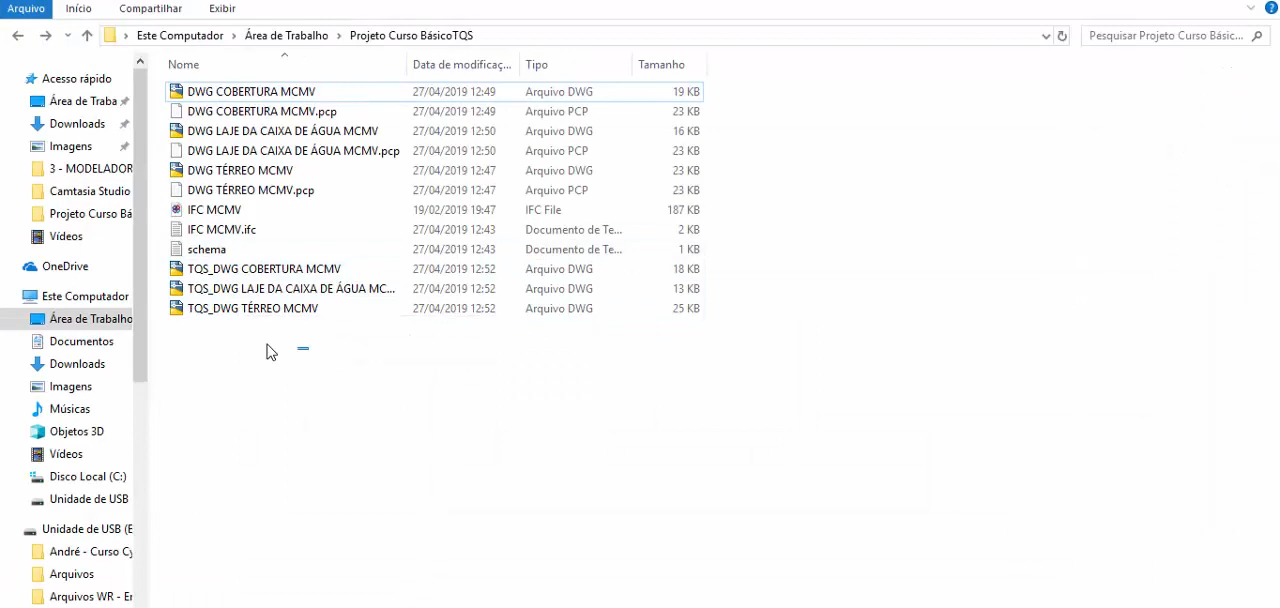 Arquivo Início Compartilhar Exibir
Este Computador Área de Trabalho Projeto Curso BásicoTQS Pesquisar Projeto Curso Básic...
Nome Data de modificaç... Tipo Tamanho
Acesso rápido
Área de Traba
Downloads
Imagens
3 - MODELADOR
Camtasia Studio
Projeto Curso Bá
Vídeos
OneDrive
Este Computador
Área de Trabalho
Documentos
Downloads
Imagens
Músicas
Objetos 3D
Vídeos
Disco Local (C:)
Unidade de USB
Unidade de USB (E
André - Curso Cy
Arquivos
Arquivos WR - En
DWG COBERTURA MCMV 27/04/2019 12:49 Arquivo DWG 19 KB
DWG COBERTURA MCMV.pcp 27/04/2019 12:49 Arquivo PCP 23 KB
DWG LAJE DA CAIXA DE ÁGUA MCMV 27/04/2019 12:50 Arquivo DWG 16 KB
DWG LAJE DA CAIXA DE ÁGUA MCMV.pcp 27/04/2019 12:50 Arquivo PCP 23 KB
DWG TÉRREO MCMV 27/04/2019 12:47 Arquivo DWG 23 KB
DWG TÉRREO MCMV.pcp 27/04/2019 12:47 Arquivo PCP 23 KB
IFC MCMV 19/02/2019 19:47 IFC File 187 KB
IFC MCMV.ifc 27/04/2019 12:43 Documento de Te... 2 KB
schema 27/04/2019 12:43 Documento de Te... 1 KB
TQS_DWG COBERTURA MCMV 27/04/2019 12:52 Arquivo DWG 18 KB
TQS_DWG LAJE DA CAIXA DE ÁGUA MC... 27/04/2019 12:52 Arquivo DWG 13 KB
TQS_DWG TÉRREO MCMV 27/04/2019 12:52 Arquivo DWG 25 KB